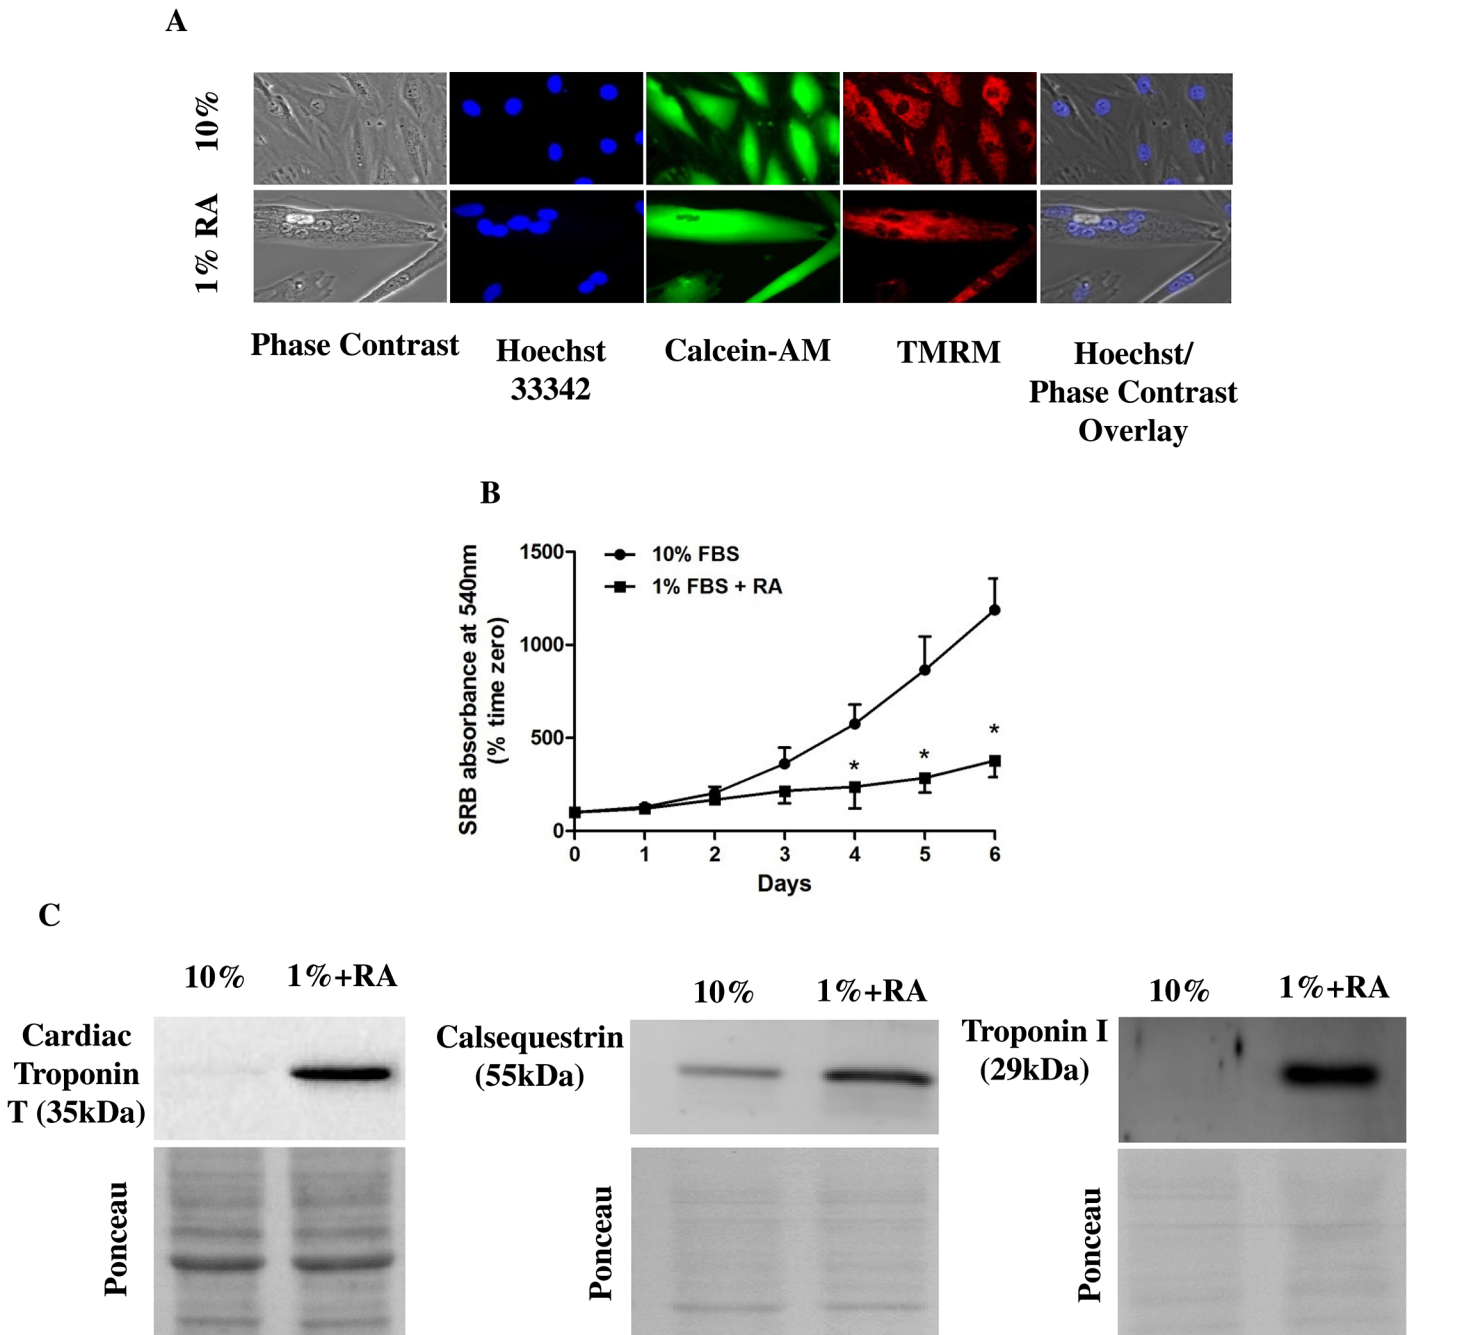 A
10%
1% RA
Phase Contrast
Hoechst
33342
Calcein-AM
TMRM
Hoechst/
Phase Contrast
Overlay
B
SRB absorbance at 540nm
(% time zero)
1500
1000
500
0
10% FBS
1% FBS + RA
*
*
*
0 1 2 3 4 5 6
Days
C
10% 1%+RA
Cardiac
Troponin
T (35kDa)
Ponceau
10% 1%+RA
Calsequestrin
(55kDa)
Ponceau
10% 1%+RA
Troponin I
(29kDa)
Ponceau